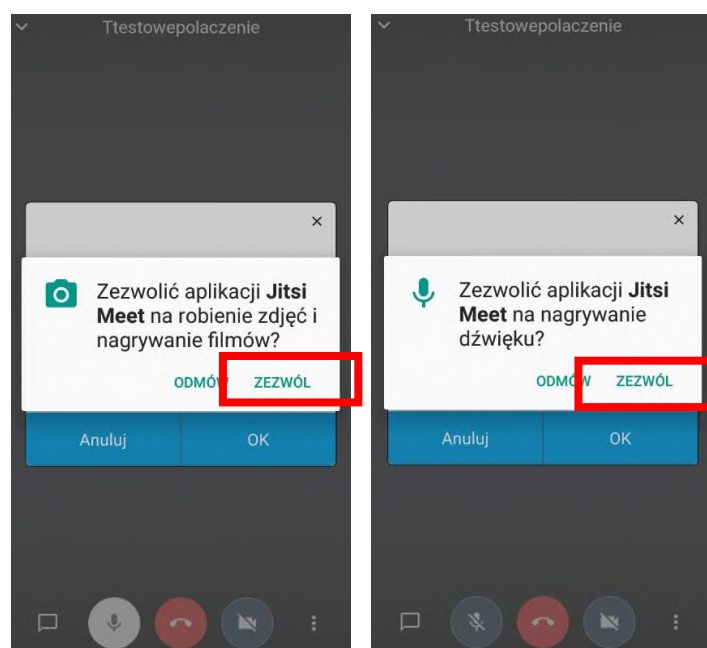 Ttestowepolaczenie
Zezwolić aplikacji Jitsi
Meet na robienie zdjęć i
nagrywanie filmów?
ODMÓW ZEZWÓL
Anuluj OK
Ttestowepolaczenie
Zezwolić aplikacji Jitsi
Meet na nagrywanie
dźwięku?
ODMÓW ZEZWÓL
Anuluj OK